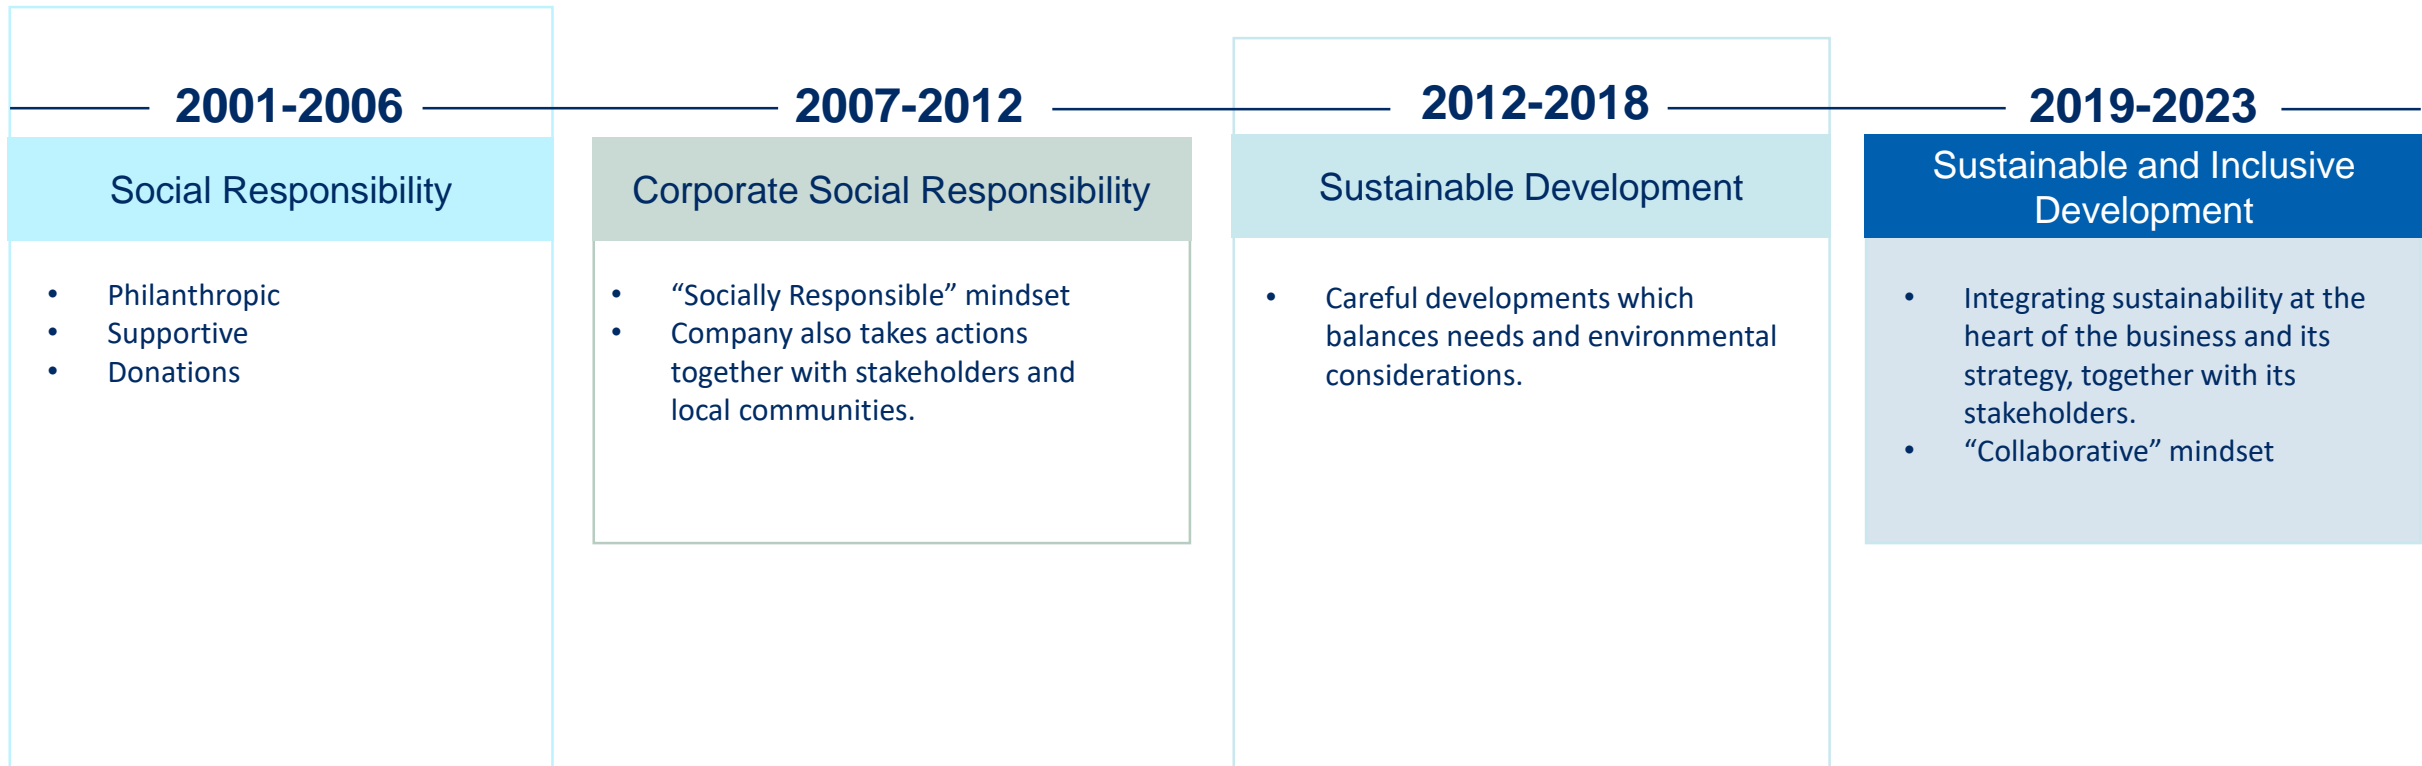 2001-2006
Social Responsibility
• Philanthropic
• Supportive
• Donations
2007-2012
Corporate Social Responsibility
• “Socially Responsible” mindset
• Company also takes actions
together with stakeholders and
local communities.
2012-2018
Sustainable Development
• Careful developments which
balances needs and environmental
considerations.
2019-2023
Sustainable and Inclusive
Development
• Integrating sustainability at the
heart of the business and its
strategy, together with its
stakeholders.
• “Collaborative” mindset